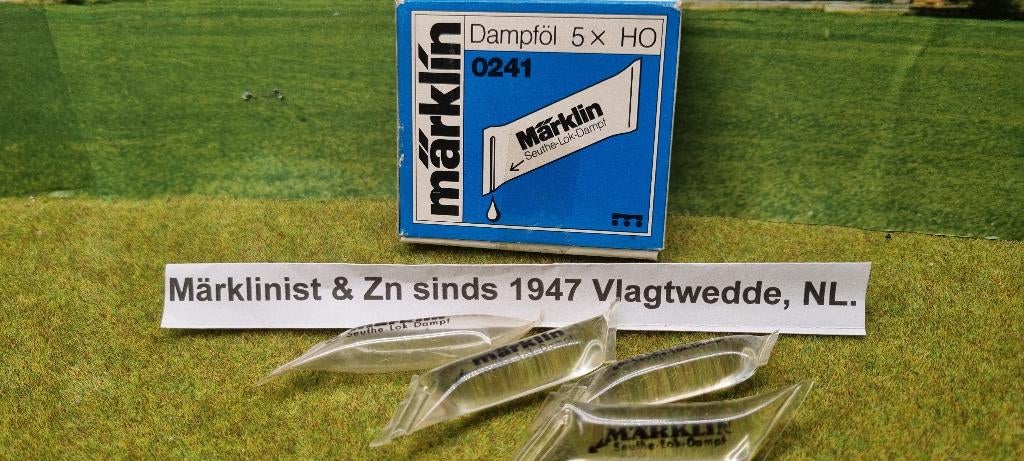 märklin
Dampföl 5x HO
0241
Märklin
Seuthe-Lok-Dampf
Märklinist & Zn sinds 1947 Vlagtwedde, NL.
Seuthe-Lok-Dampf
märklin
MÄRKLIN
Seuthe-Lok-Dampf